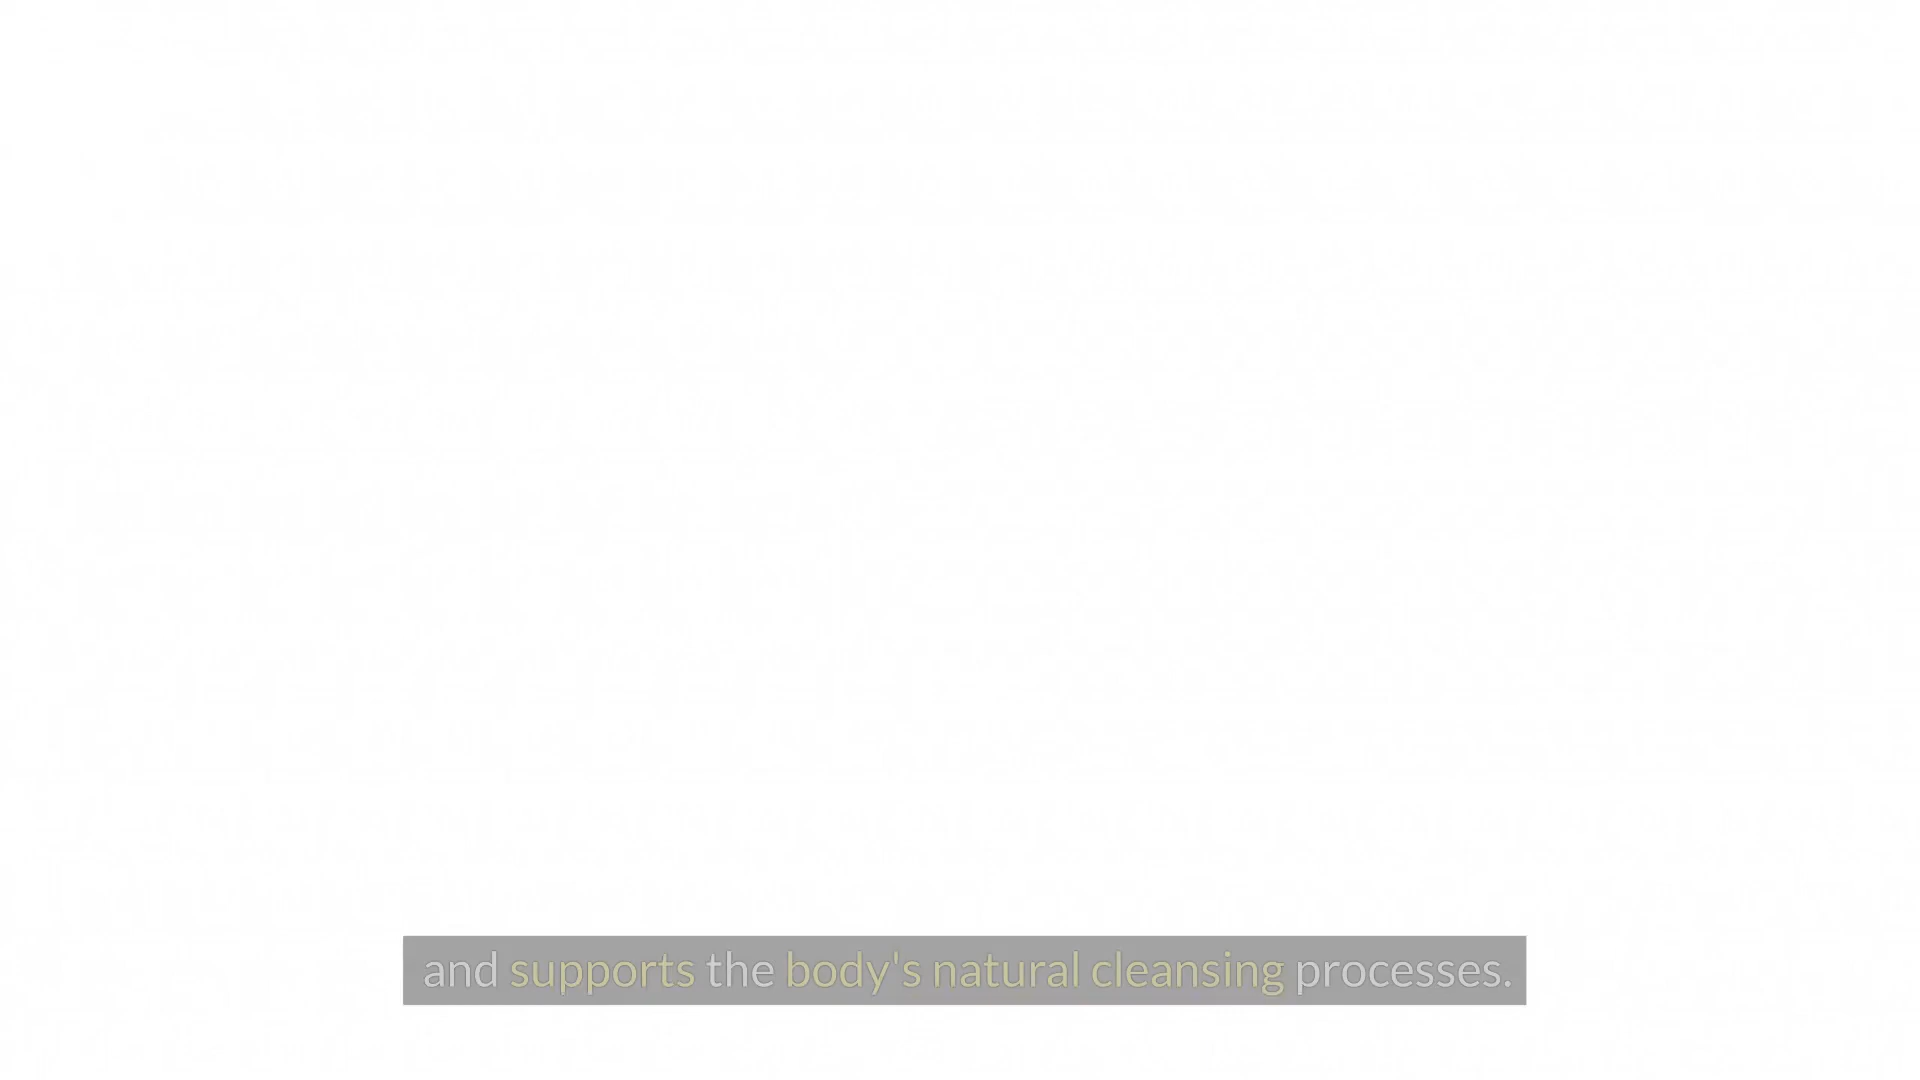 and supports the body's natural cleansing processes.